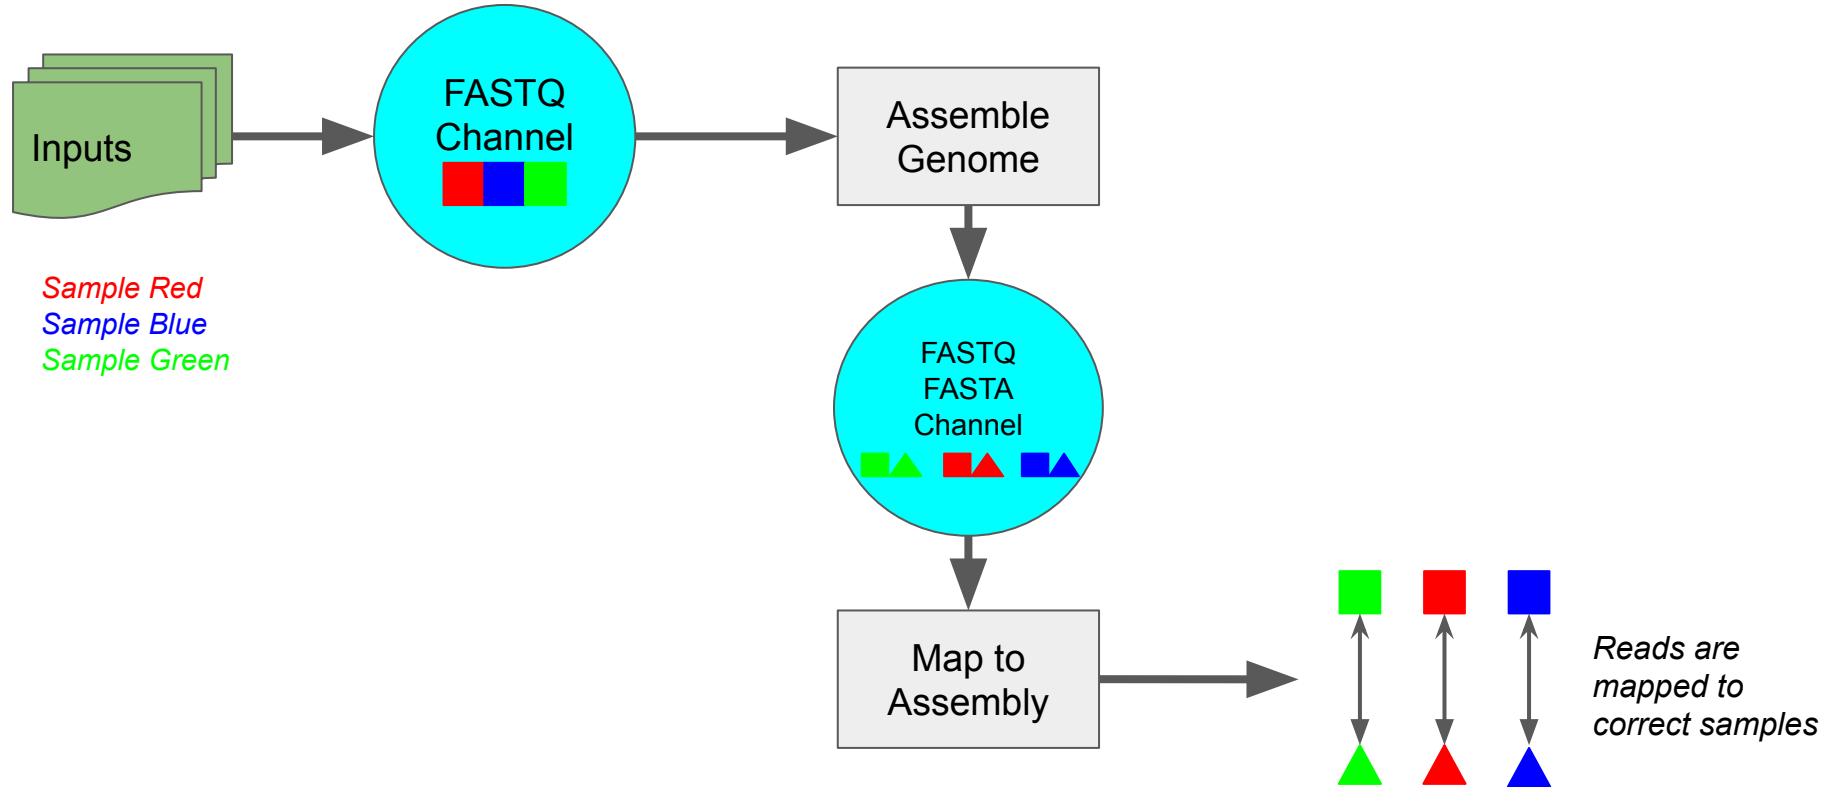 Inputs
FASTQ
Channel
Assemble
Genome
Sample Red
Sample Blue
Sample Green
FASTQ
FASTA
Channel
Map to
Assembly
Reads are
mapped to
correct samples